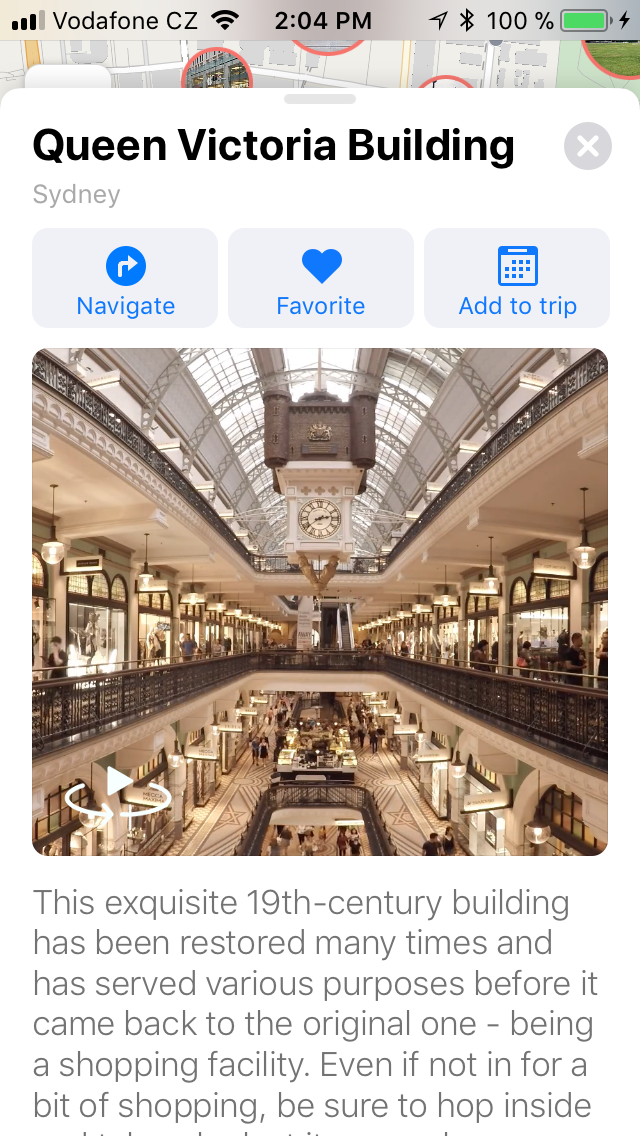 Vodafone CZ 2:04 PM 100 %
Queen Victoria Building
Sydney
Navigate Favorite Add to trip
MECCA
MAXIMA
This exquisite 19th-century building
has been restored many times and
has served various purposes before it
came back to the original one - being
a shopping facility. Even if not in for a
bit of shopping, be sure to hop inside